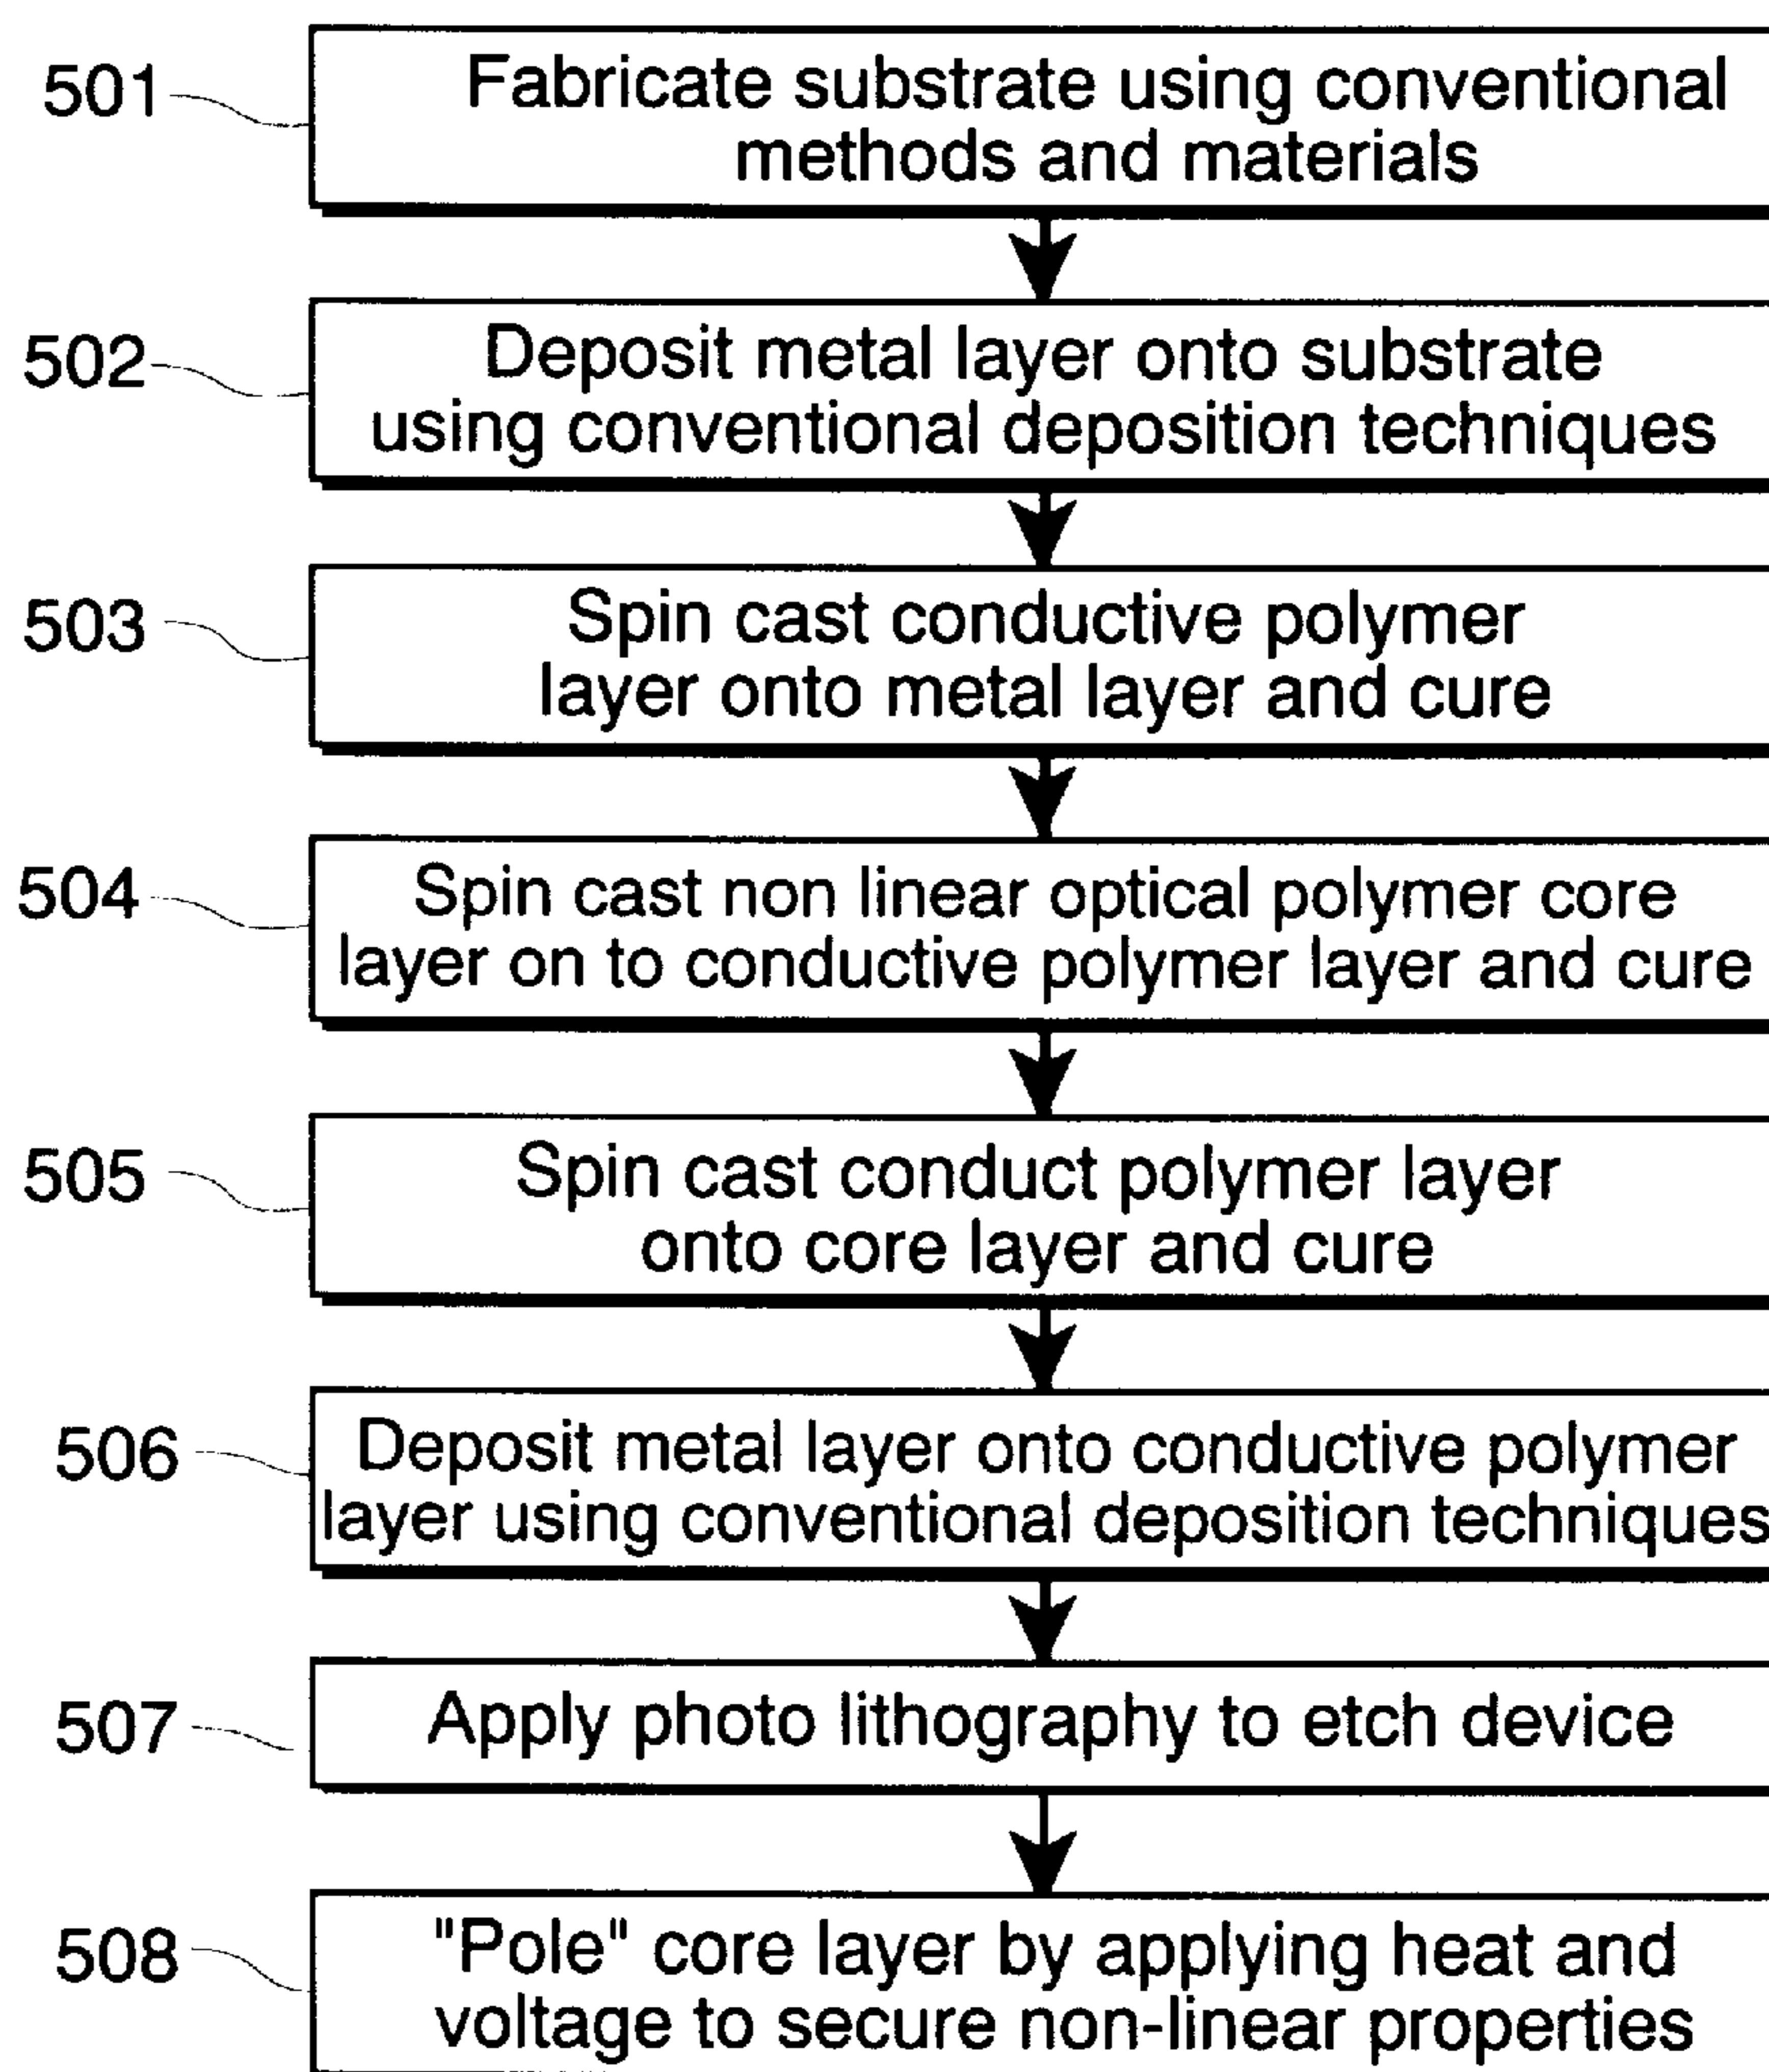 501
Fabricate substrate using conventional
methods and materials
502
Deposit metal layer onto substrate
using conventional deposition techniques
503
Spin cast conductive polymer
layer onto metal layer and cure
504
Spin cast non linear optical polymer core
layer on to conductive polymer layer and cure
505
Spin cast conduct polymer layer
onto core layer and cure
506
Deposit metal layer onto conductive polymer
layer using conventional deposition techniques
507
Apply photo lithography to etch device
508
"Pole" core layer by applying heat and
voltage to secure non-linear properties